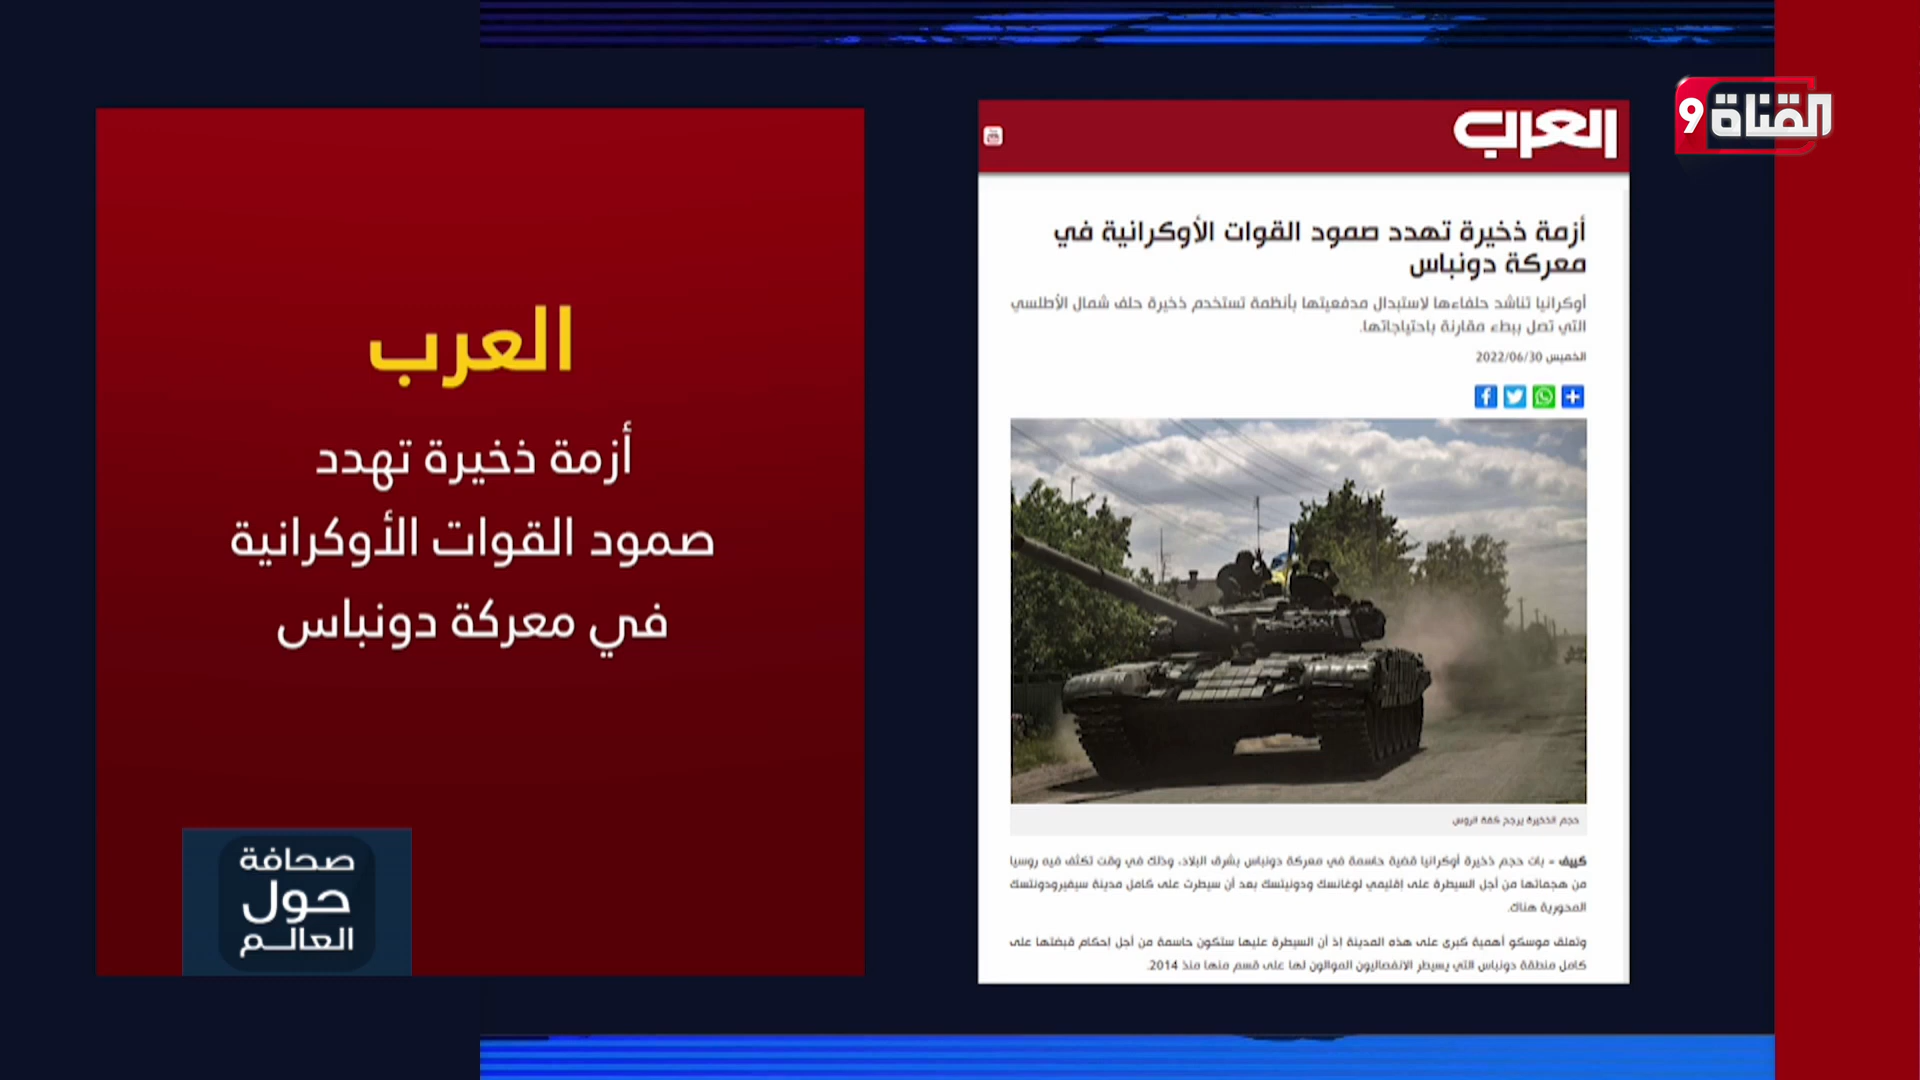 القناة 9
العرب
أزمة ذخيرة تهدد
صمود القوات الأوكرانية
في معركة دونباس
صحافة
حول
العالم
العرب
أزمة ذخيرة تهدد صمود القوات الأوكرانية في
معركة دونباس
أوكرانيا تناشد حلفاءها لاستبدال مدفعيتها بأنظمة تستخدم ذخيرة حلف شمال الأطلسي
التي تصل ببطء مقارنة باحتياجاتها.
الخميس 2022/06/30
حجم الذخيرة يرجح كفة الروس
كييف - بات حجم ذخيرة أوكرانيا قضية حاسمة في معركة دونباس بشرق البلاد، وذلك في وقت تكثف فيه روسيا
من هجماتها من أجل السيطرة على إقليمي لوغانسك ودونيتسك بعد أن سيطرت على كامل مدينة سيفيرودونتسك
المحورية هناك.
وتعلق موسكو أهمية كبرى على هذه المدينة إذ أن السيطرة عليها ستكون حاسمة من أجل إحكام قبضتها على
كامل منطقة دونباس التي يسيطر الانفصاليون الموالون لها على قسم منها منذ 2014.